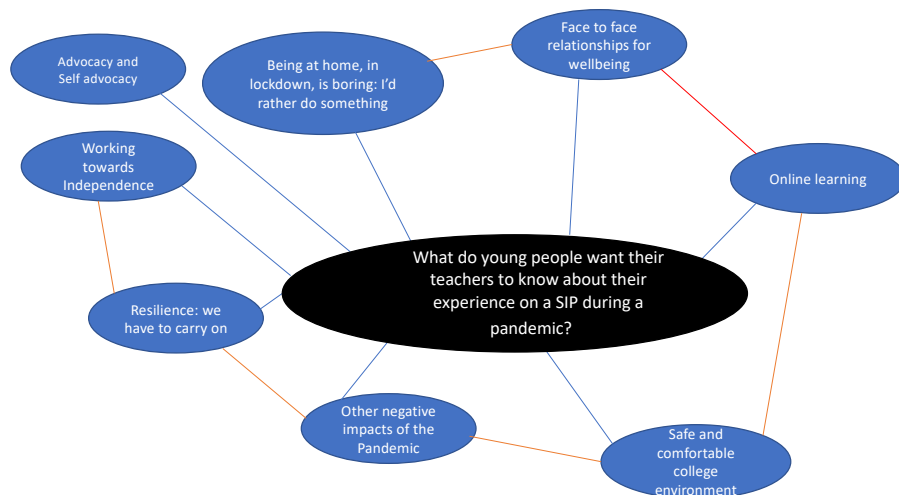 Face to face
relationships for
wellbeing
Advocacy and
Self advocacy
Being at home, in
lockdown, is boring: I'd
rather do something
Working
towards
Independence
Online learning
What do young people want their
teachers to know about their
experience on a SIP during a
pandemic?
Resilience: we
have to carry on
Other negative
impacts of the
Pandemic
Safe and
comfortable
college
environment